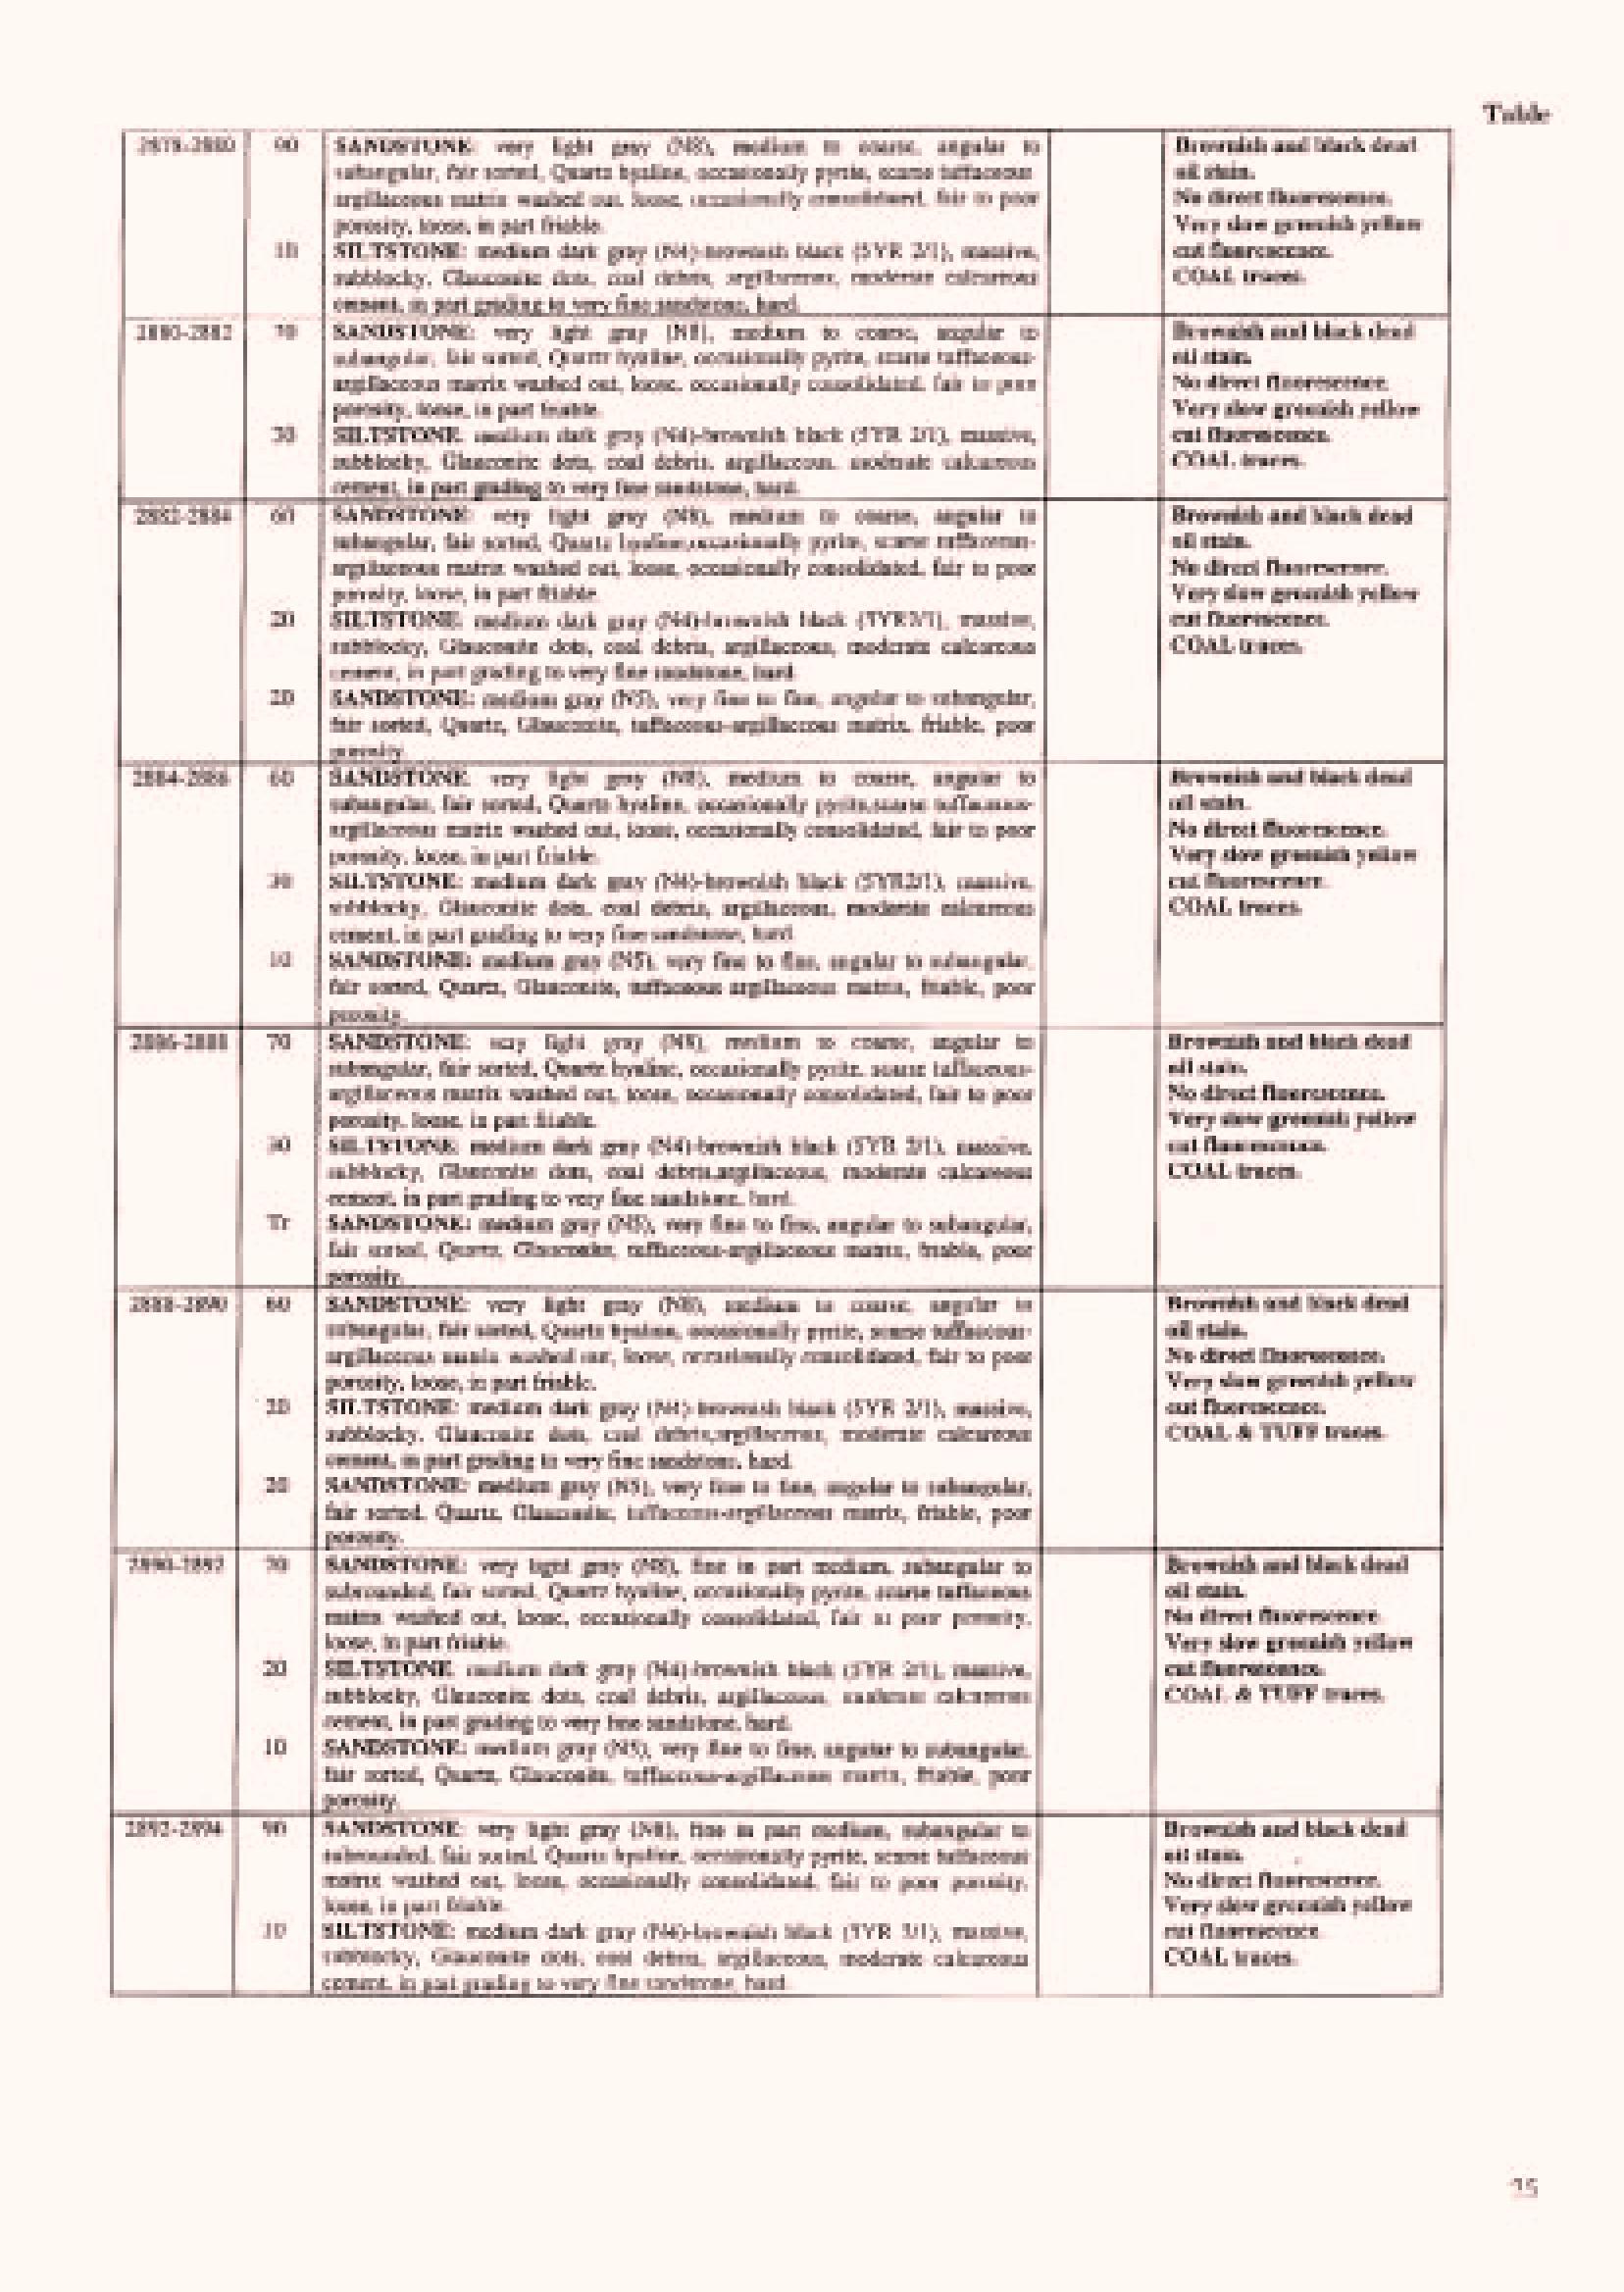 Table
2878-2880 90 SANDSTONE: very light gray (N8), medium to coarse, angular to
subangular, fair sorted, Quartz hyaline, occasionally pyrite, scarse tuffaceous-
argillaceous matrix washed out, loose, occasionally consolidated, fair to poor
porosity, loose, in part friable.
10 SILTSTONE: medium dark gray (N4)-brownish black (5YR 2/1), massive,
subblocky, Glauconite dots, coal debris, argillaceous, moderate calcareous
cement, in part grading to very fine sandstone, hard.
Brownish and black dead
oil stain.
No direct fluorescence.
Very slow greenish yellow
cut fluorescence.
COAL traces.
2880-2882 70 SANDSTONE: very light gray (N8), medium to coarse, angular to
subangular, fair sorted, Quartz hyaline, occasionally pyrite, scarse tuffaceous-
argillaceous matrix washed out, loose, occasionally consolidated, fair to poor
porosity, loose, in part friable.
30 SILTSTONE: medium dark gray (N4)-brownish black (5YR 2/1), massive,
subblocky, Glauconite dots, coal debris, argillaceous, moderate calcareous
cement, in part grading to very fine sandstone, hard.
Brownish and black dead
oil stain.
No direct fluorescence.
Very slow greenish yellow
cut fluorescence.
COAL traces.
2882-2884 60 SANDSTONE: very light gray (N8), medium to coarse, angular to
subangular, fair sorted, Quartz hyaline,occasionally pyrite, scarse tuffaceous-
argillaceous matrix washed out, loose, occasionally consolidated, fair to poor
porosity, loose, in part friable.
20 SILTSTONE: medium dark gray (N4)-brownish black (5YR2/1), massive,
subblocky, Glauconite dots, coal debris, argillaceous, moderate calcareous
cement, in part grading to very fine sandstone, hard.
20 SANDSTONE: medium gray (N5), very fine to fine, angular to subangular,
fair sorted, Quartz, Glauconite, tuffaceous-argillaceous matrix, friable, poor
porosity.
Brownish and black dead
oil stain.
No direct fluorescence.
Very slow greenish yellow
cut fluorescence.
COAL traces.
2884-2886 60 SANDSTONE: very light gray (N8), medium to coarse, angular to
subangular, fair sorted, Quartz hyaline, occasionally pyrite,scarse tuffaceous-
argillaceous matrix washed out, loose, occasionally consolidated, fair to poor
porosity, loose, in part friable.
30 SILTSTONE: medium dark gray (N4)-brownish black (5YR2/1), massive,
subblocky, Glauconite dots, coal debris, argillaceous, moderate calcareous
cement, in part grading to very fine sandstone, hard.
10 SANDSTONE: medium gray (N5), very fine to fine, angular to subangular,
fair sorted, Quartz, Glauconite, tuffaceous argillaceous matrix, friable, poor
porosity.
Brownish and black dead
oil stain.
No direct fluorescence.
Very slow greenish yellow
cut fluorescence.
COAL traces.
2886-2888 70 SANDSTONE: very light gray (N8), medium to coarse, angular to
subangular, fair sorted, Quartz hyaline, occasionally pyrite, scarse tuffaceous-
argillaceous matrix washed out, loose, occasionally consolidated, fair to poor
porosity, loose, in part friable.
30 SILTSTONE: medium dark gray (N4)-brownish black (5YR 2/1), massive,
subblocky, Glauconite dots, coal debris,argillaceous, moderate calcareous
cement, in part grading to very fine sandstone, hard.
Tr SANDSTONE: medium gray (N5), very fine to fine, angular to subangular,
fair sorted, Quartz, Glauconite, tuffaceous-argillaceous matrix, friable, poor
porosity.
Brownish and black dead
oil stain.
No direct fluorescence.
Very slow greenish yellow
cut fluorescence.
COAL traces.
2888-2890 60 SANDSTONE: very light gray (N8), medium to coarse, angular to
subangular, fair sorted, Quartz hyaline, occasionally pyrite, scarse tuffaceous-
argillaceous matrix washed out, loose, occasionally consolidated, fair to poor
porosity, loose, in part friable.
20 SILTSTONE: medium dark gray (N4)-brownish black (5YR 2/1), massive,
subblocky, Glauconite dots, coal debris,argillaceous, moderate calcareous
cement, in part grading to very fine sandstone, hard.
20 SANDSTONE: medium gray (N5), very fine to fine, angular to subangular,
fair sorted, Quartz, Glauconite, tuffaceous-argillaceous matrix, friable, poor
porosity.
Brownish and black dead
oil stain.
No direct fluorescence.
Very slow greenish yellow
cut fluorescence.
COAL & TUFF traces.
2890-2892 70 SANDSTONE: very light gray (N8), fine in part medium, subangular to
subrounded, fair sorted, Quartz hyaline, occasionally pyrite, scarse tuffaceous
matrix washed out, loose, occasionally consolidated, fair to poor porosity,
loose, in part friable.
20 SILTSTONE: medium dark gray (N4)-brownish black (5YR 2/1), massive,
subblocky, Glauconite dots, coal debris, argillaceous, moderate calcareous
cement, in part grading to very fine sandstone, hard.
10 SANDSTONE: medium gray (N5), very fine to fine, angular to subangular,
fair sorted, Quartz, Glauconite, tuffaceous-argillaceous matrix, friable, poor
porosity.
Brownish and black dead
oil stain.
No direct fluorescence.
Very slow greenish yellow
cut fluorescence.
COAL & TUFF traces.
2892-2894 90 SANDSTONE: very light gray (N8), fine in part medium, subangular to
subrounded, fair sorted, Quartz hyaline, occasionally pyrite, scarse tuffaceous
matrix washed out, loose, occasionally consolidated, fair to poor porosity,
loose, in part friable.
10 SILTSTONE: medium dark gray (N4)-brownish black (5YR 2/1), massive,
subblocky, Glauconite dots, coal debris, argillaceous, moderate calcareous
cement, in part grading to very fine sandstone, hard.
Brownish and black dead
oil stain.
No direct fluorescence.
Very slow greenish yellow
cut fluorescence.
COAL traces.